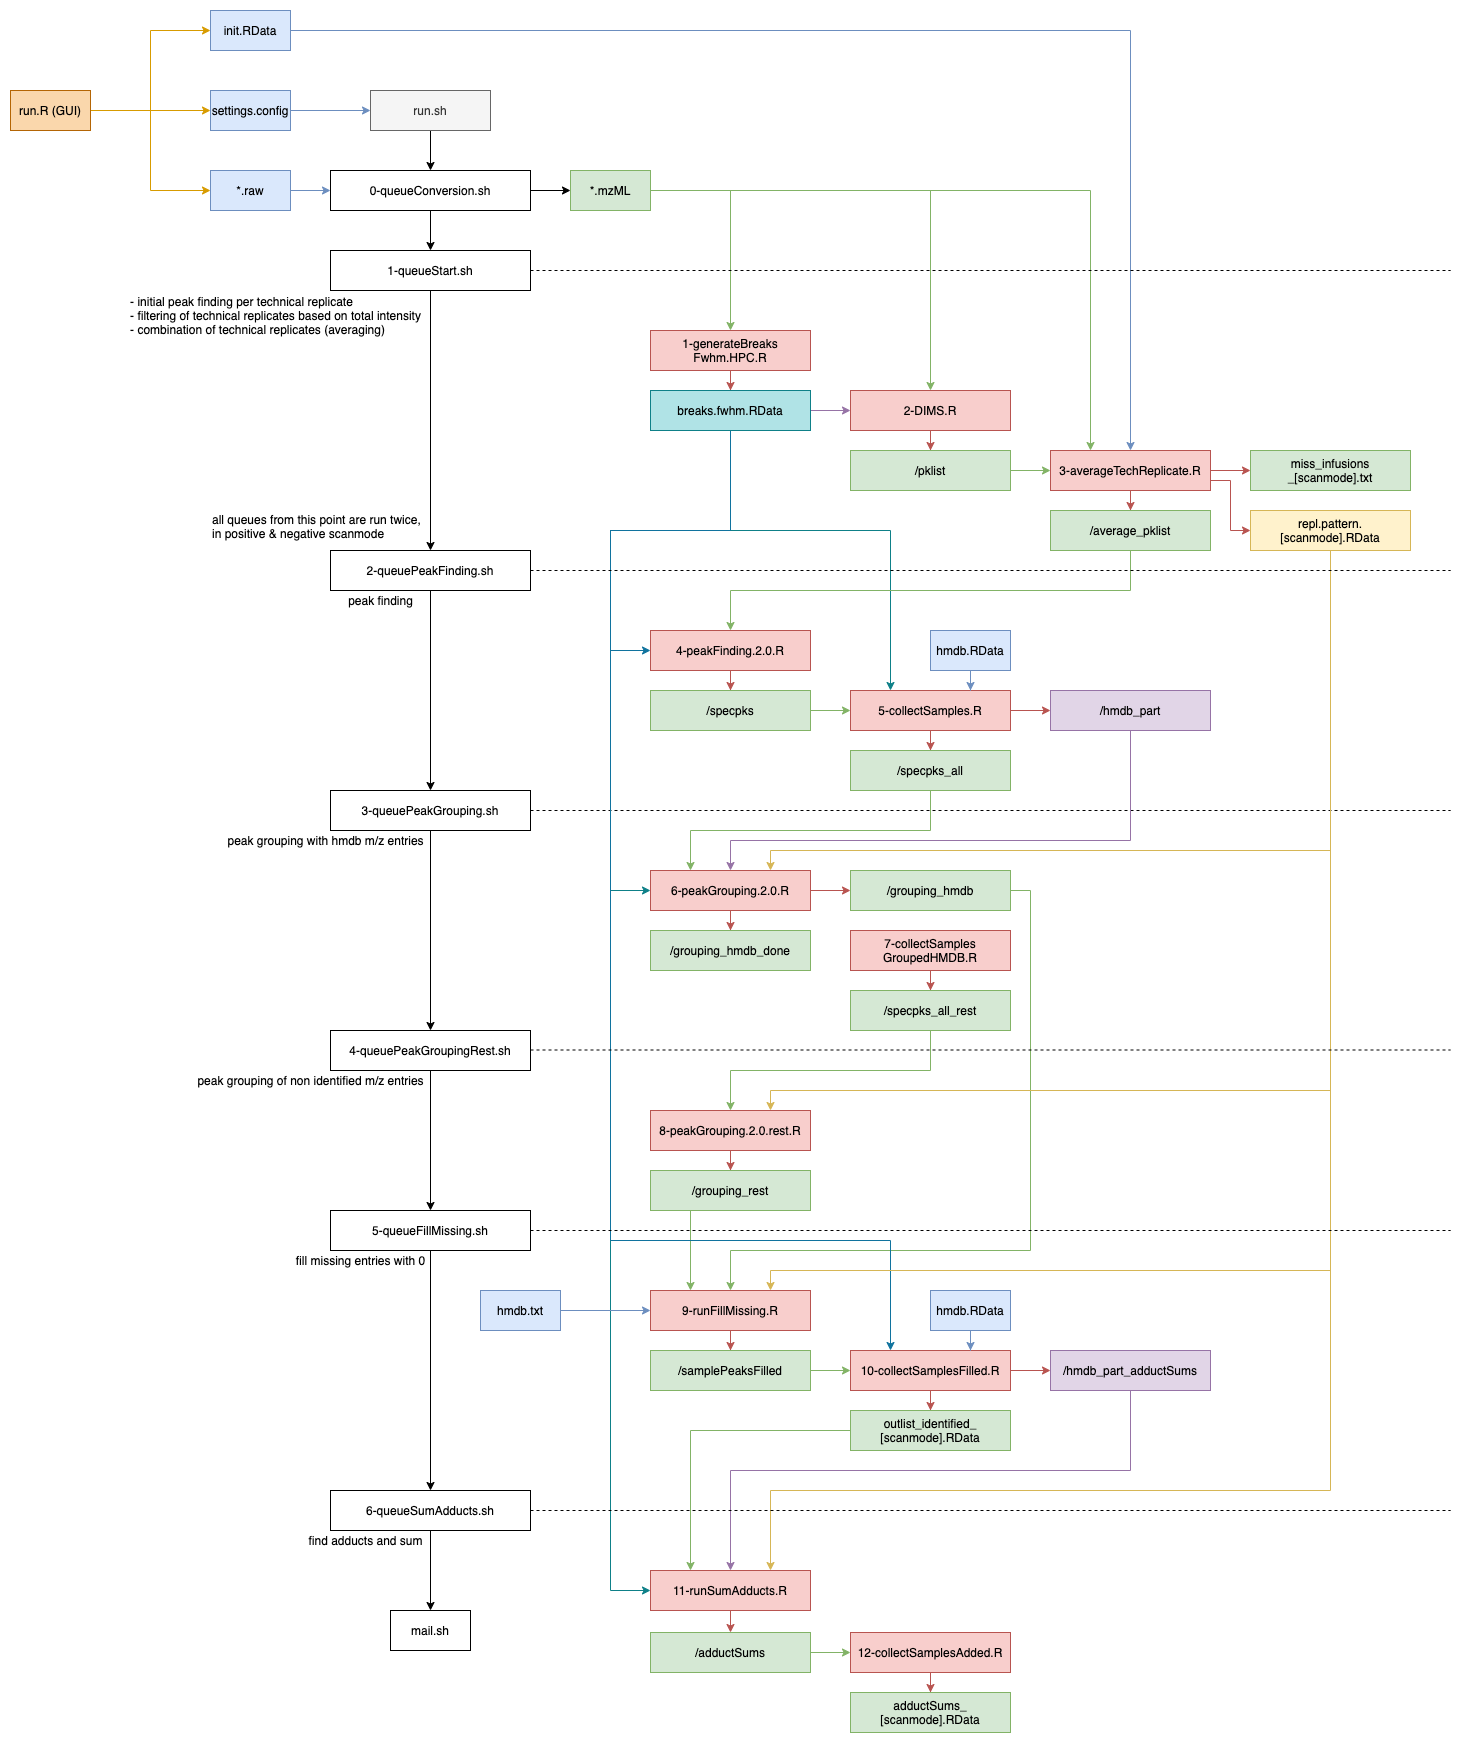 init.RData
run.R (GUI)
settings.config
run.sh
*.raw
0-queueConversion.sh
*.mzML
1-queueStart.sh
- initial peak finding per technical replicate
- filtering of technical replicates based on total intensity
- combination of technical replicates (averaging)
1-generateBreaks
Fwhm.HPC.R
breaks.fwhm.RData
2-DIMS.R
/pklist
3-averageTechReplicate.R
miss_infusions
_[scanmode].txt
/average_pklist
repl.pattern.
[scanmode].RData
all queues from this point are run twice,
in positive & negative scanmode
2-queuePeakFinding.sh
peak finding
4-peakFinding.2.0.R
hmdb.RData
/specpks
5-collectSamples.R
/hmdb_part
/specpks_all
3-queuePeakGrouping.sh
peak grouping with hmdb m/z entries
6-peakGrouping.2.0.R
/grouping_hmdb
/grouping_hmdb_done
7-collectSamples
GroupedHMDB.R
/specpks_all_rest
4-queuePeakGroupingRest.sh
peak grouping of non identified m/z entries
8-peakGrouping.2.0.rest.R
/grouping_rest
5-queueFillMissing.sh
fill missing entries with 0
hmdb.txt
9-runFillMissing.R
hmdb.RData
/samplePeaksFilled
10-collectSamplesFilled.R
/hmdb_part_adductSums
outlist_identified_
[scanmode].RData
6-queueSumAdducts.sh
find adducts and sum
11-runSumAdducts.R
mail.sh
/adductSums
12-collectSamplesAdded.R
adductSums_
[scanmode].RData